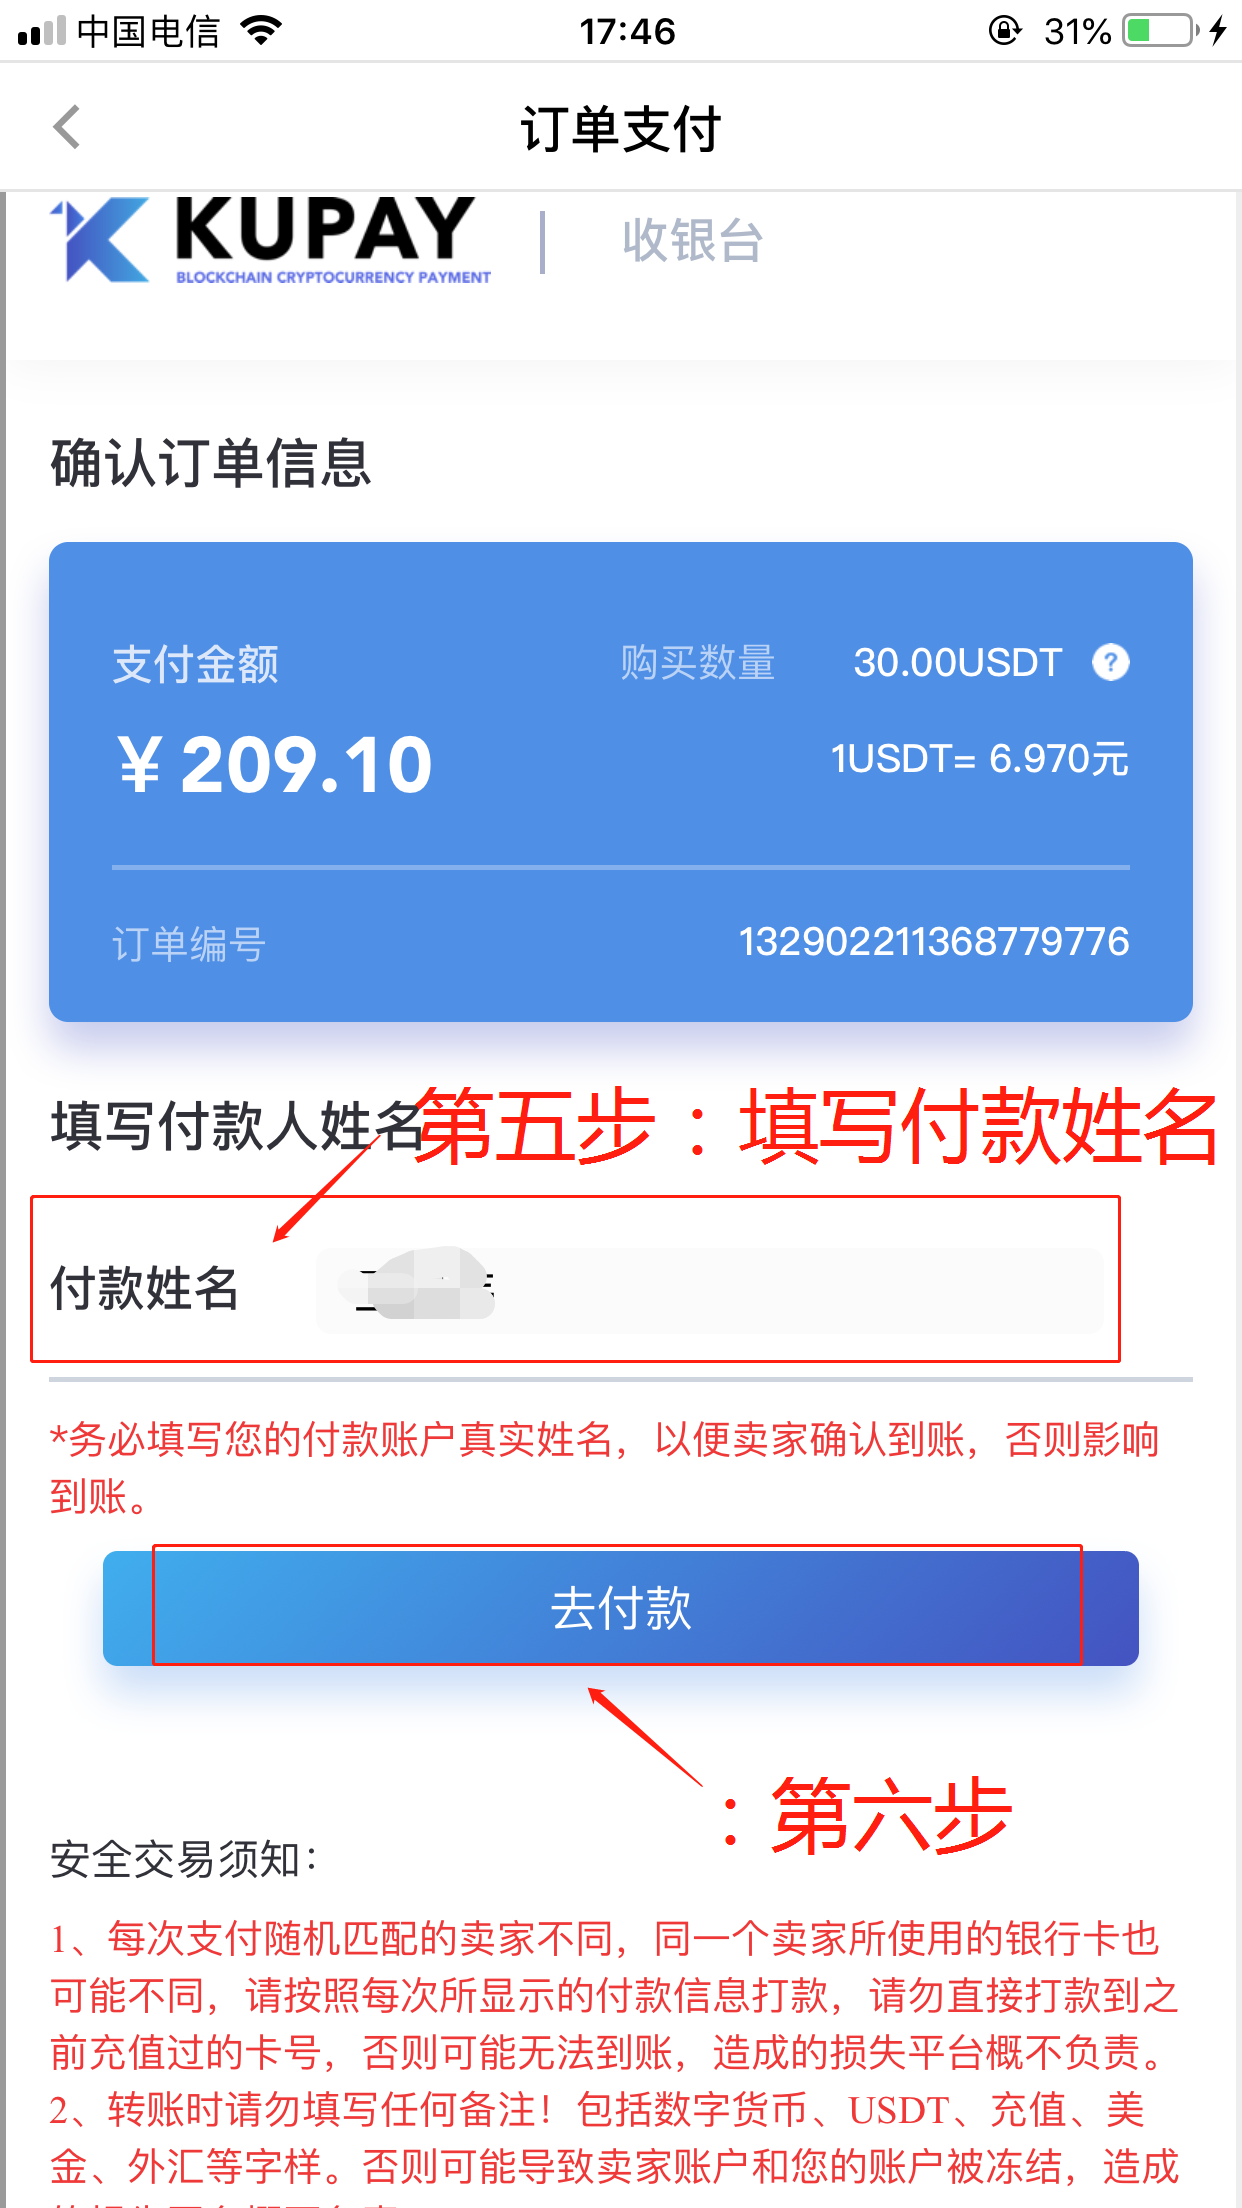 中国电信 17:46 31%
订单支付
KUPAY 收银台
BLOCKCHAIN CRYPTOCURRENCY PAYMENT
确认订单信息
支付金额 购买数量 30.00USDT ?
¥209.10 1USDT= 6.970元
订单编号 132902211368779776
填写付款人姓名 第五步：填写付款姓名
付款姓名
*务必填写您的付款账户真实姓名，以便卖家确认到账，否则影响
到账。
去付款
：第六步
安全交易须知：
1、每次支付随机匹配的卖家不同，同一个卖家所使用的银行卡也
可能不同，请按照每次所显示的付款信息打款，请勿直接打款到之
前充值过的卡号，否则可能无法到账，造成的损失平台概不负责。
2、转账时请勿填写任何备注！包括数字货币、USDT、充值、美
金、外汇等字样。否则可能导致卖家账户和您的账户被冻结，造成